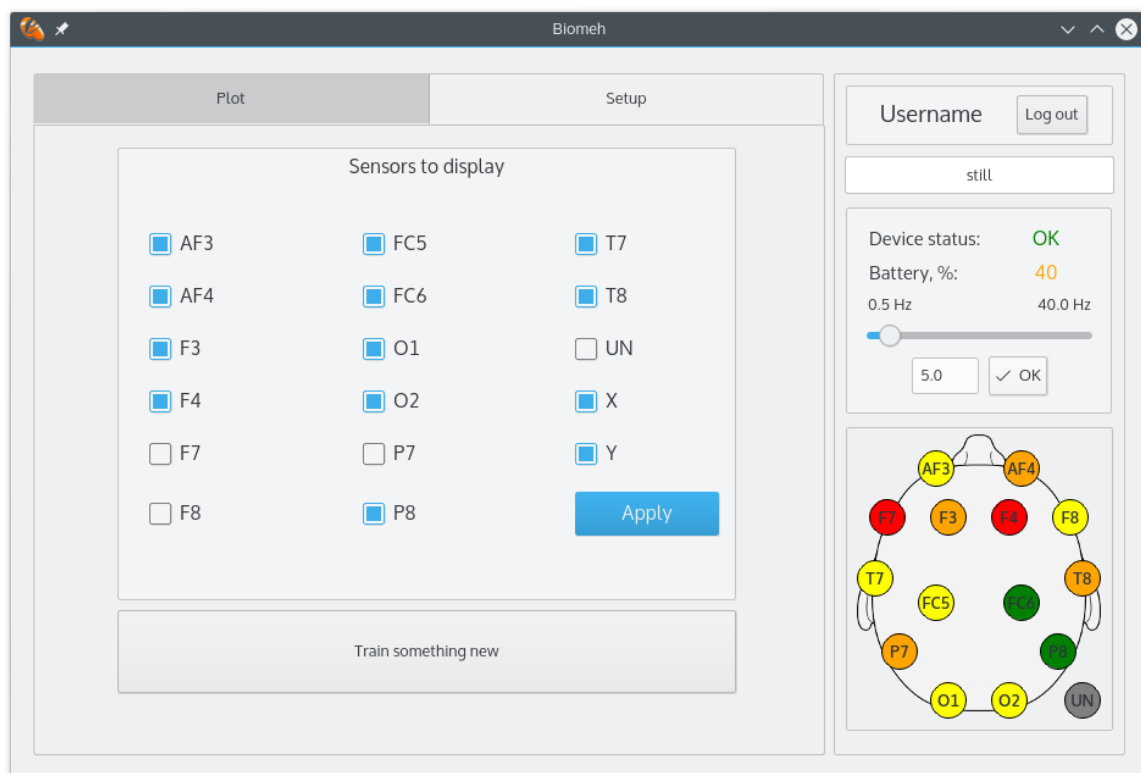 Biomeh
Plot Setup
Sensors to display
AF3 FC5 T7
AF4 FC6 T8
F3 O1 UN
F4 O2 X
F7 P7 Y
F8 P8 Apply
Train something new
Username Log out
still
Device status: OK
Battery, %: 40
0.5 Hz 40.0 Hz
5.0 OK
AF3 AF4
F7 F3 F4 F8
T7 T8
FC5 FC6
P7 P8
O1 O2 UN